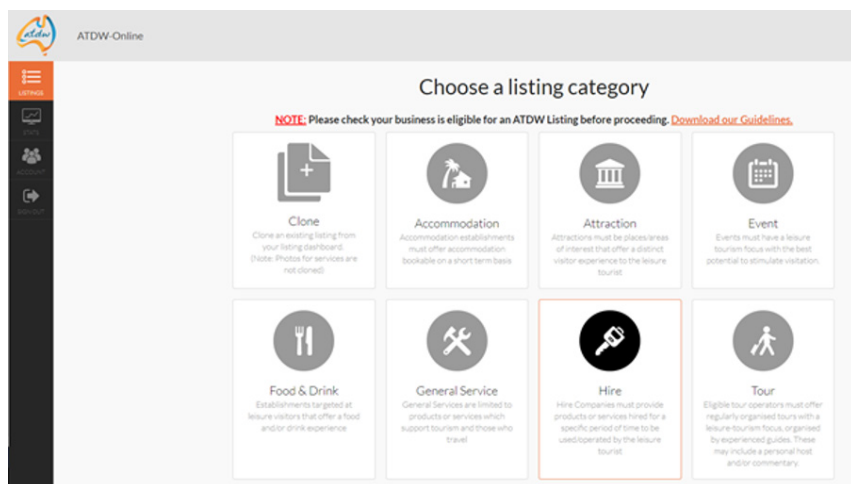 atdw
ATDW-Online
LISTINGS
STATS
ACCOUNT
SIGN OUT
Choose a listing category
NOTE: Please check your business is eligible for an ATDW Listing before proceeding. Download our Guidelines.
Clone
Clone an existing listing from
your listing dashboard.
(Note: Photos for services are
not cloned)
Accommodation
Accommodation establishments
must offer accommodation
bookable on a short term basis
Attraction
Attractions must be places/areas
of interest that offer a distinct
visitor experience to the leisure
tourist
Event
Events must have a leisure
tourism focus with the best
potential to stimulate visitation.
Food & Drink
Establishments targeted at
leisure visitors that offer a food
and/or drink experience
General Service
General Services are limited to
products or services which
support tourism and those who
travel
Hire
Hire Companies must provide
products or services hired for a
specific period of time to be
used/operated by the leisure
tourist
Tour
Eligible tour operators must offer
regularly organised tours with a
leisure-tourism focus, organised
by experienced guides. These
may include a personal host
and/or commentary.